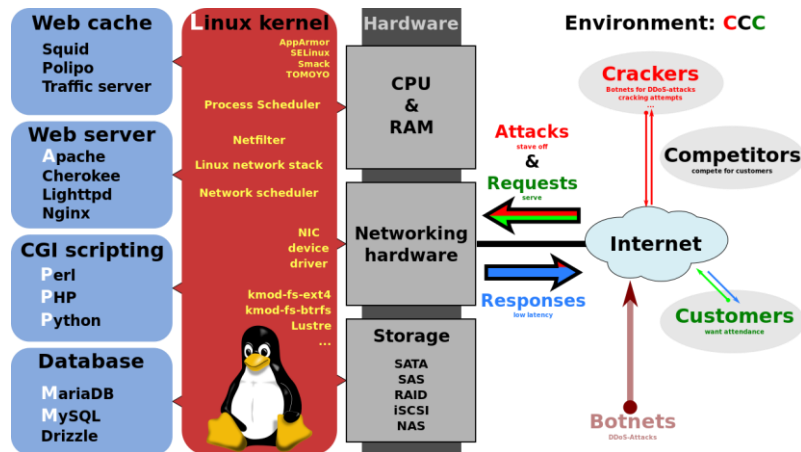 Web cache
Squid
Polipo
Traffic server
Web server
Apache
Cherokee
Lighttpd
Nginx
CGI scripting
Perl
PHP
Python
Database
MariaDB
MySQL
Drizzle
Linux kernel
AppArmor
SELinux
Smack
TOMOYO
Process Scheduler
Netfilter
Linux network stack
Network scheduler
NIC
device
driver
kmod-fs-ext4
kmod-fs-btrfs
Lustre
...
Hardware
CPU
&
RAM
Networking
hardware
Storage
SATA
SAS
RAID
iSCSI
NAS
Environment: CCC
Crackers
Botnets for DDoS-attacks
cracking attempts
...
Attacks
stave off
&
Requests
serve
Competitors
compete for customers
Internet
Responses
low latency
Customers
want attendance
Botnets
DDoS-Attacks